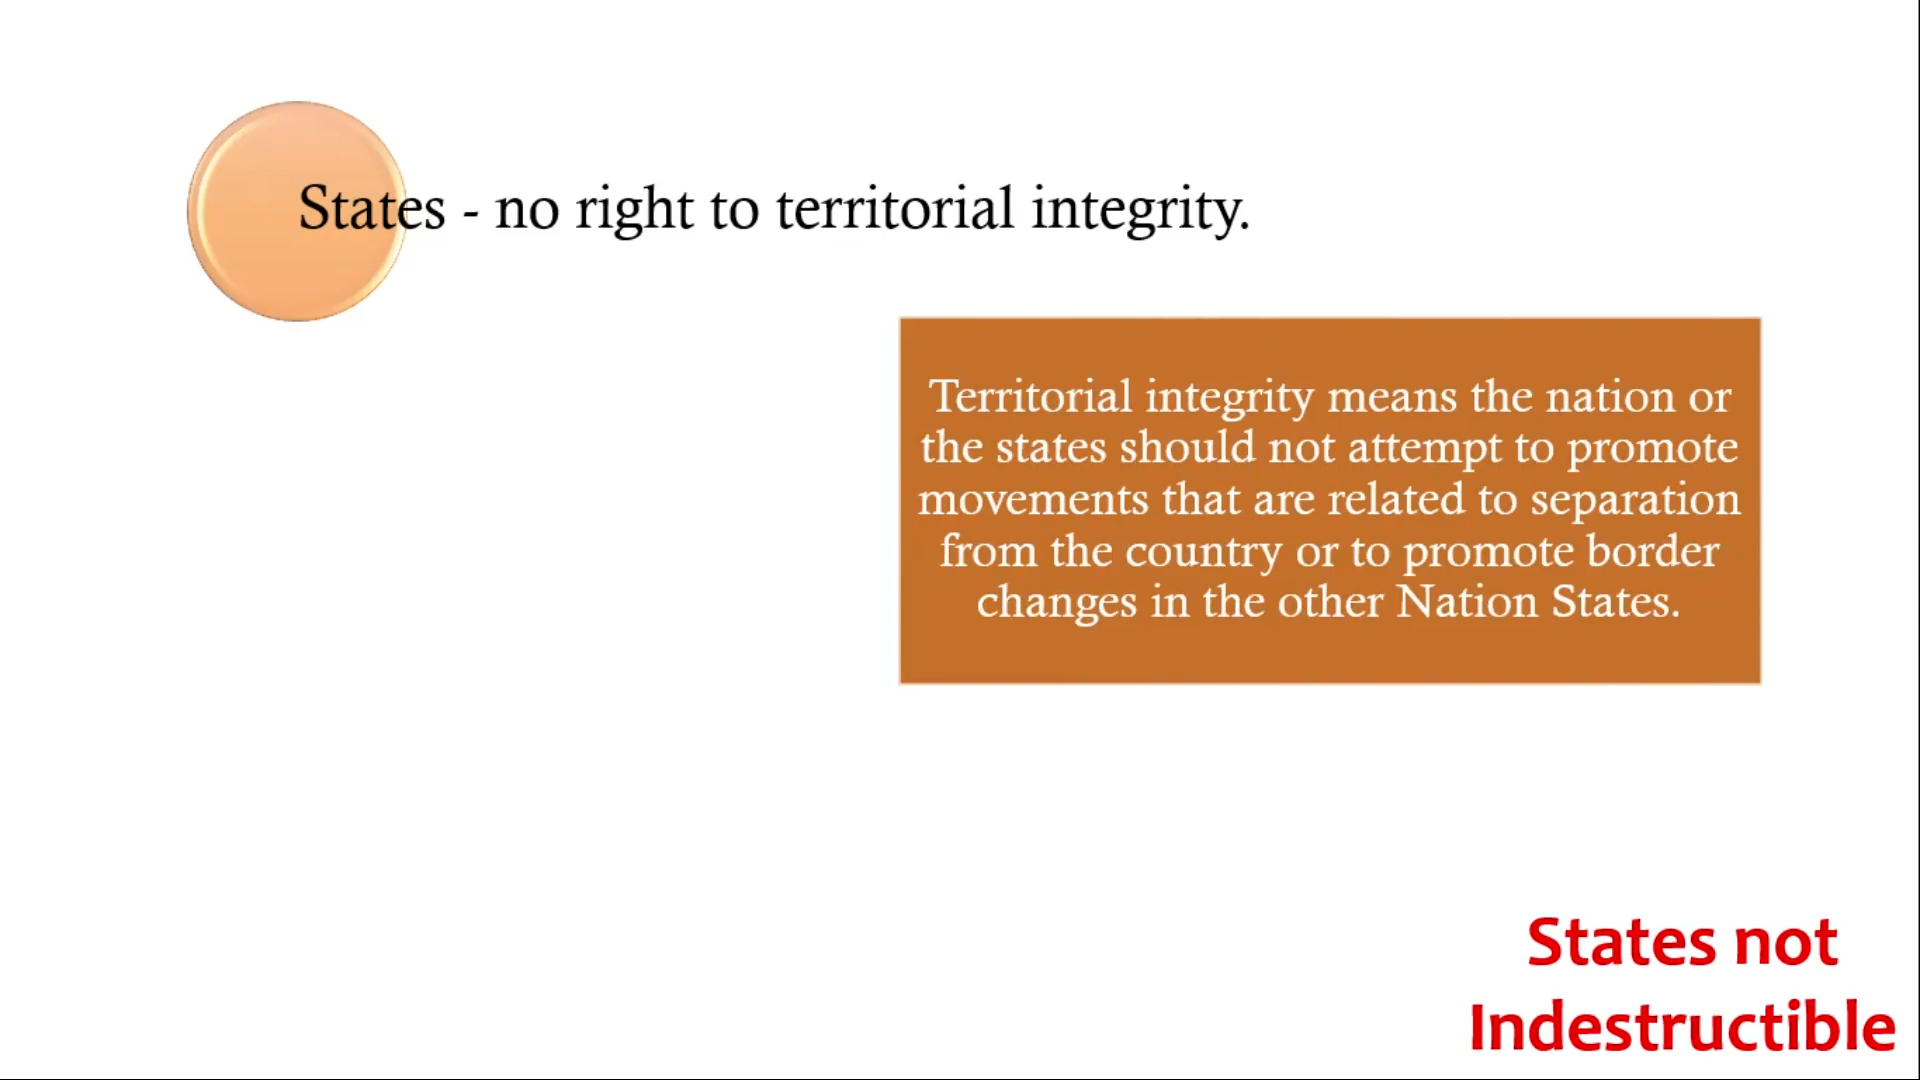 States - no right to territorial integrity.
Territorial integrity means the nation or
the states should not attempt to promote
movements that are related to separation
from the country or to promote border
changes in the other Nation States.
States not
Indestructible